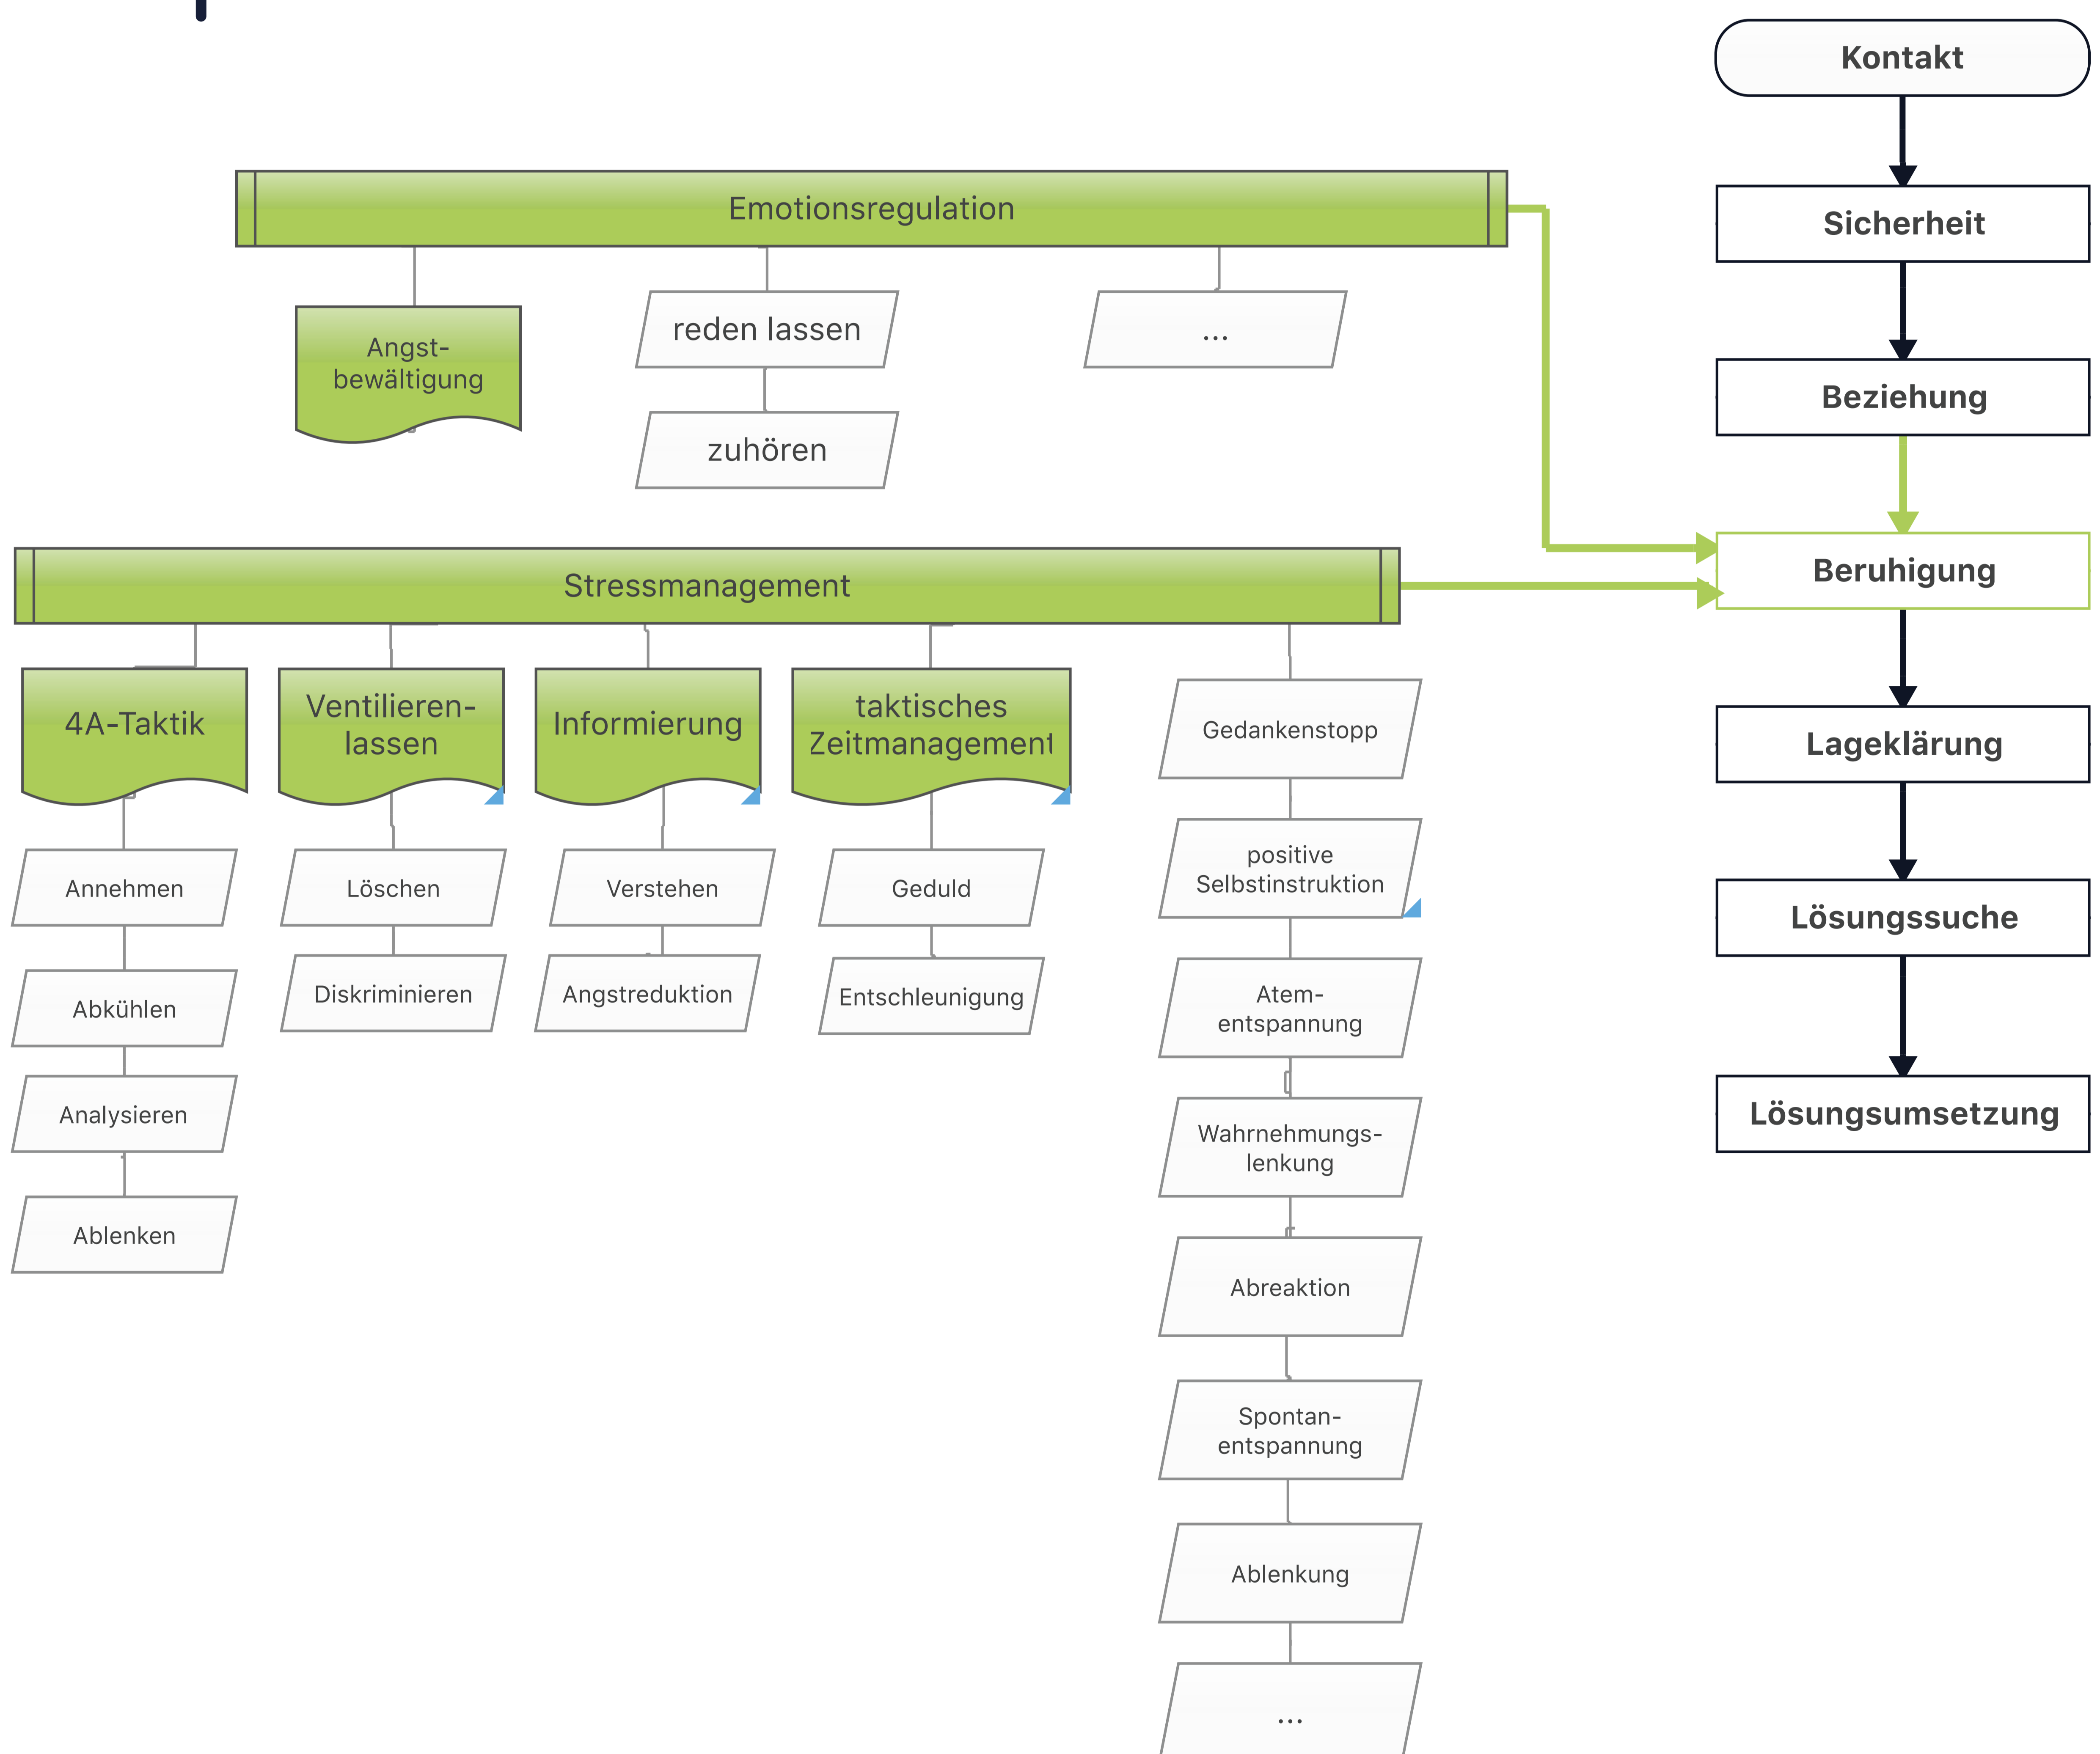 Kontakt
Sicherheit
Beziehung
Beruhigung
Lageklärung
Lösungssuche
Lösungsumsetzung
Emotionsregulation
Angst-
bewältigung
reden lassen
zuhören
...
Stressmanagement
4A-Taktik
Annehmen
Abkühlen
Analysieren
Ablenken
Ventilieren-
lassen
Löschen
Diskriminieren
Informierung
Verstehen
Angstreduktion
taktisches
Zeitmanagement
Geduld
Entschleunigung
Gedankenstopp
positive
Selbstinstruktion
Atem-
entspannung
Wahrnehmungs-
lenkung
Abreaktion
Spontan-
entspannung
Ablenkung
...